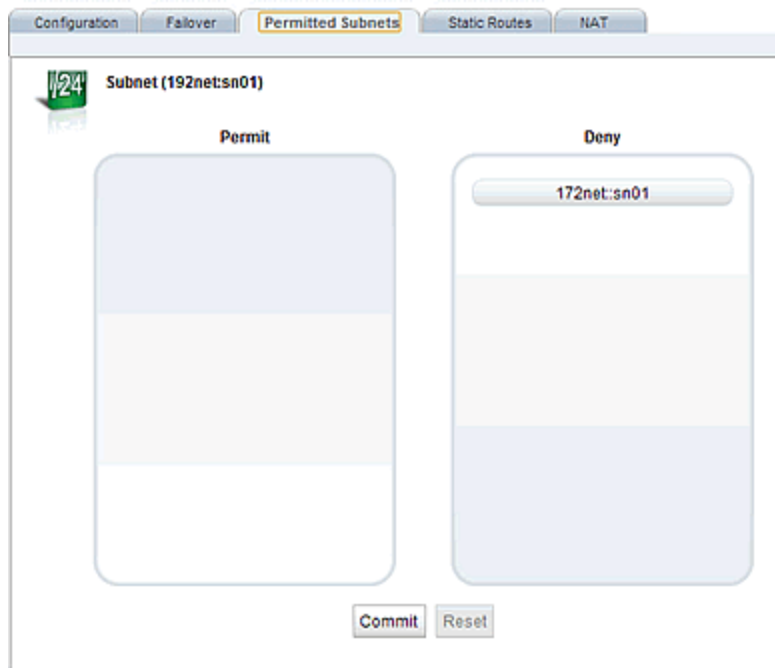 Configuration Failover Permitted Subnets Static Routes NAT
/24
Subnet (192net:sn01)
Permit Deny
172net::sn01
Commit Reset